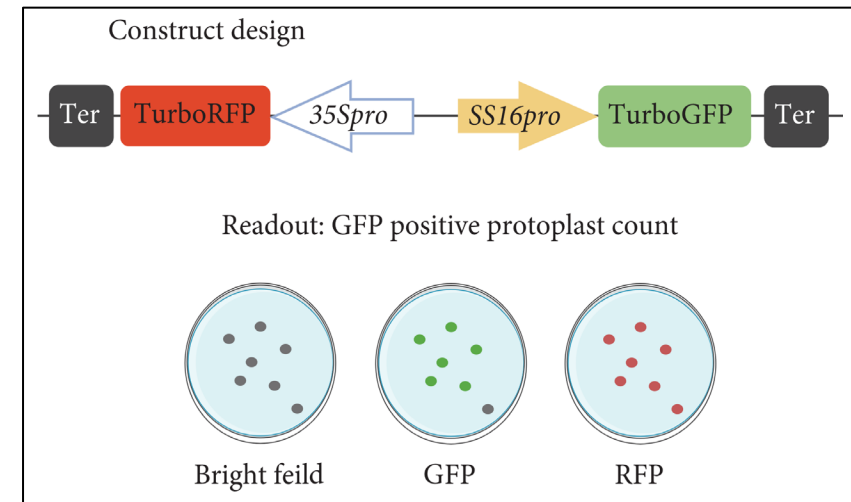 Construct design
Ter TurboRFP 35Spro SS16pro TurboGFP Ter
Readout: GFP positive protoplast count
Bright feild GFP RFP